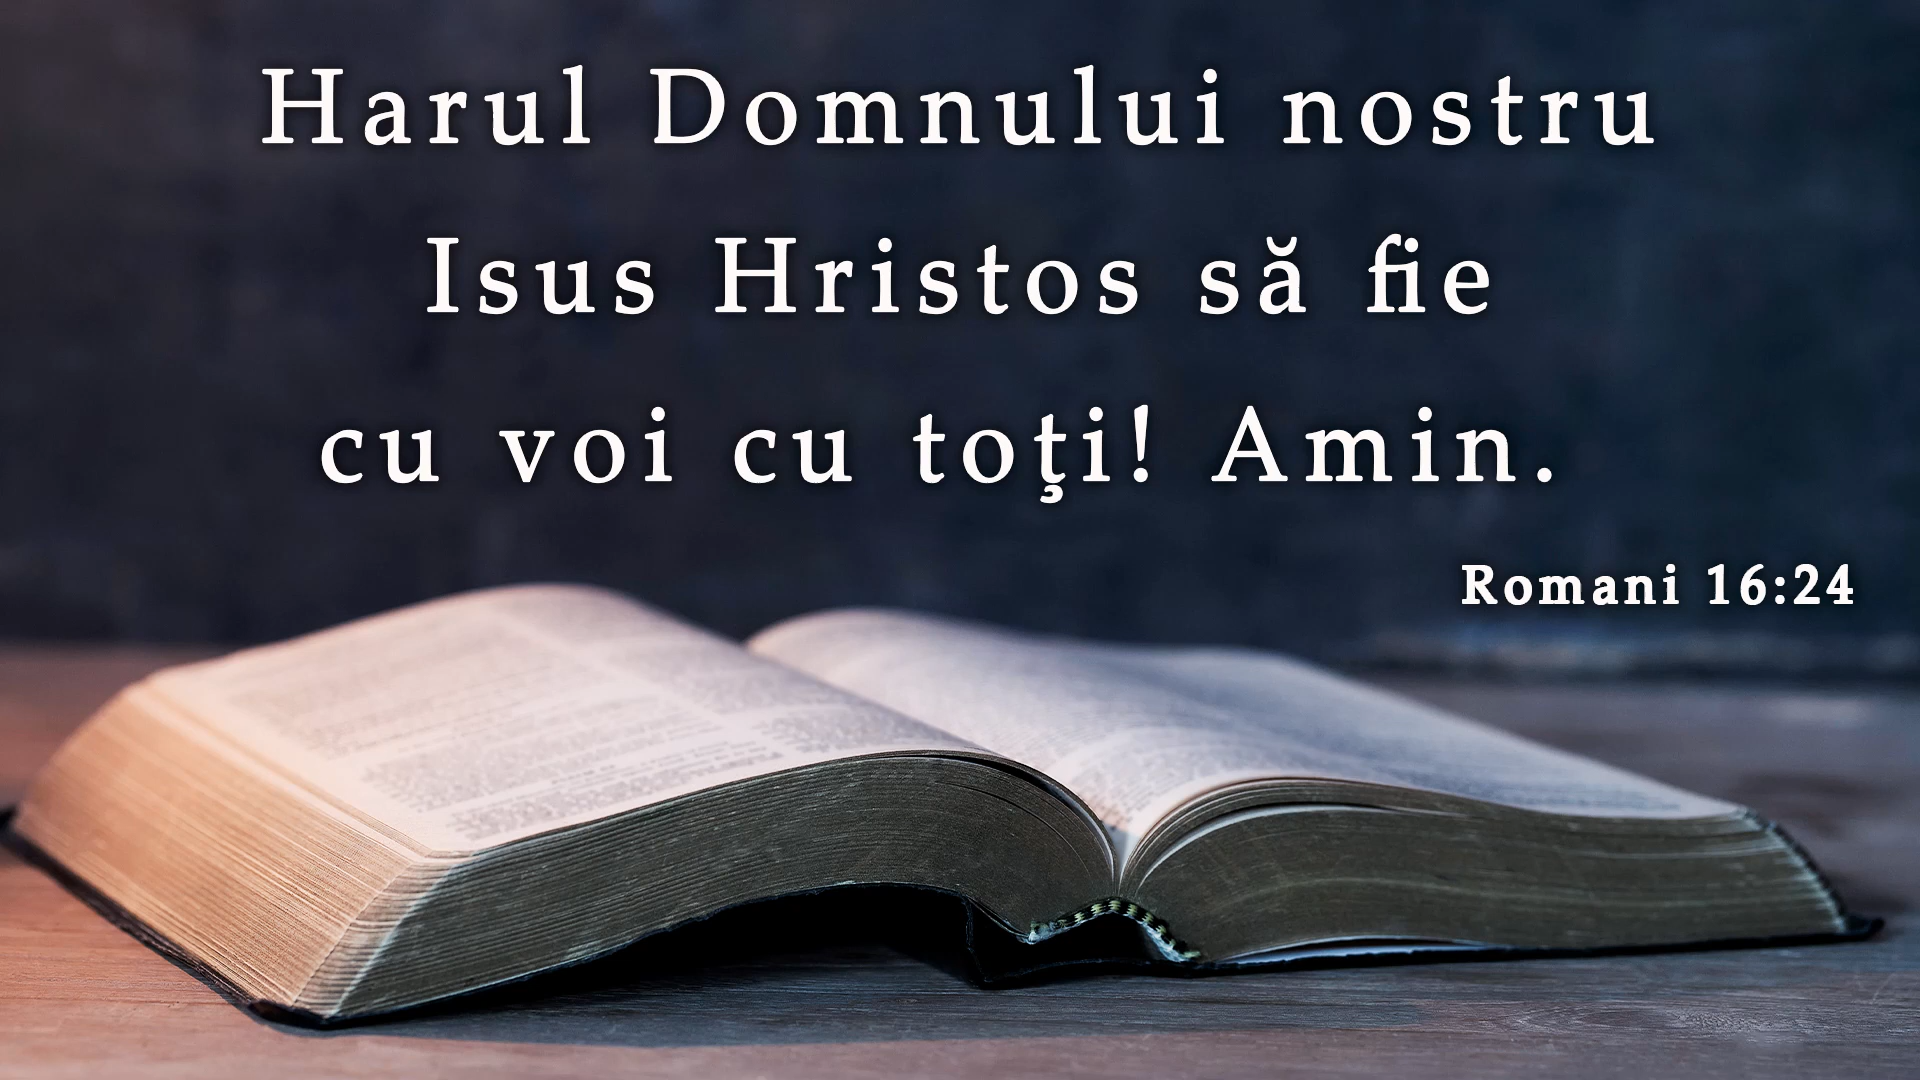 Harul Domnului nostru
Isus Hristos să fie
cu voi cu toţi! Amin.
Romani 16:24